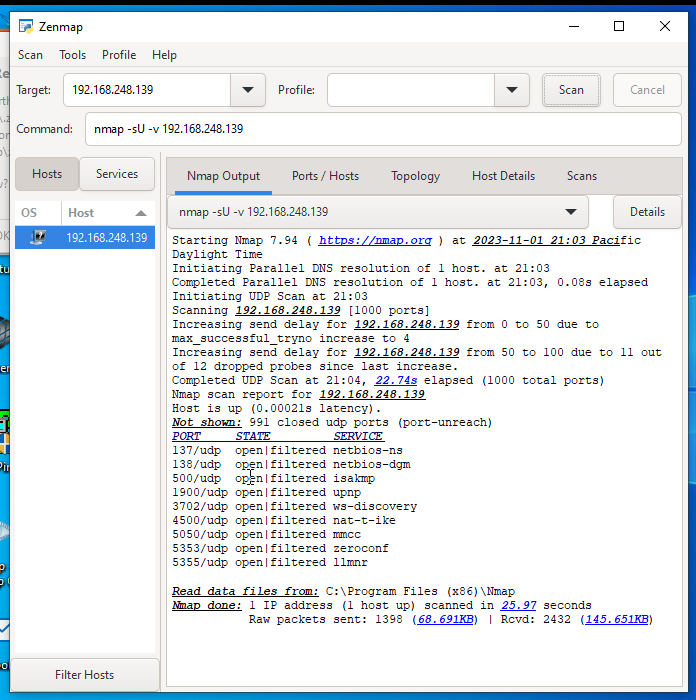 Zenmap
Scan Tools Profile Help
Target: 192.168.248.139 Profile: Scan Cancel
Command: nmap -sU -v 192.168.248.139
Hosts Services
Nmap Output Ports / Hosts Topology Host Details Scans
OS Host
nmap -sU -v 192.168.248.139 Details
192.168.248.139
Starting Nmap 7.94 ( https://nmap.org ) at 2023-11-01 21:03 Pacific
Daylight Time
Initiating Parallel DNS resolution of 1 host. at 21:03
Completed Parallel DNS resolution of 1 host. at 21:03, 0.08s elapsed
Initiating UDP Scan at 21:03
Scanning 192.168.248.139 [1000 ports]
Increasing send delay for 192.168.248.139 from 0 to 50 due to
max_successful_tryno increase to 4
Increasing send delay for 192.168.248.139 from 50 to 100 due to 11 out
of 12 dropped probes since last increase.
Completed UDP Scan at 21:04, 22.74s elapsed (1000 total ports)
Nmap scan report for 192.168.248.139
Host is up (0.00021s latency).
Not shown: 991 closed udp ports (port-unreach)
PORT STATE SERVICE
137/udp open|filtered netbios-ns
138/udp open|filtered netbios-dgm
500/udp open|filtered isakmp
1900/udp open|filtered upnp
3702/udp open|filtered ws-discovery
4500/udp open|filtered nat-t-ike
5050/udp open|filtered mmcc
5353/udp open|filtered zeroconf
5355/udp open|filtered llmnr
Read data files from: C:\Program Files (x86)\Nmap
Nmap done: 1 IP address (1 host up) scanned in 25.97 seconds
Raw packets sent: 1398 (68.691KB) | Rcvd: 2432 (145.651KB)
Filter Hosts